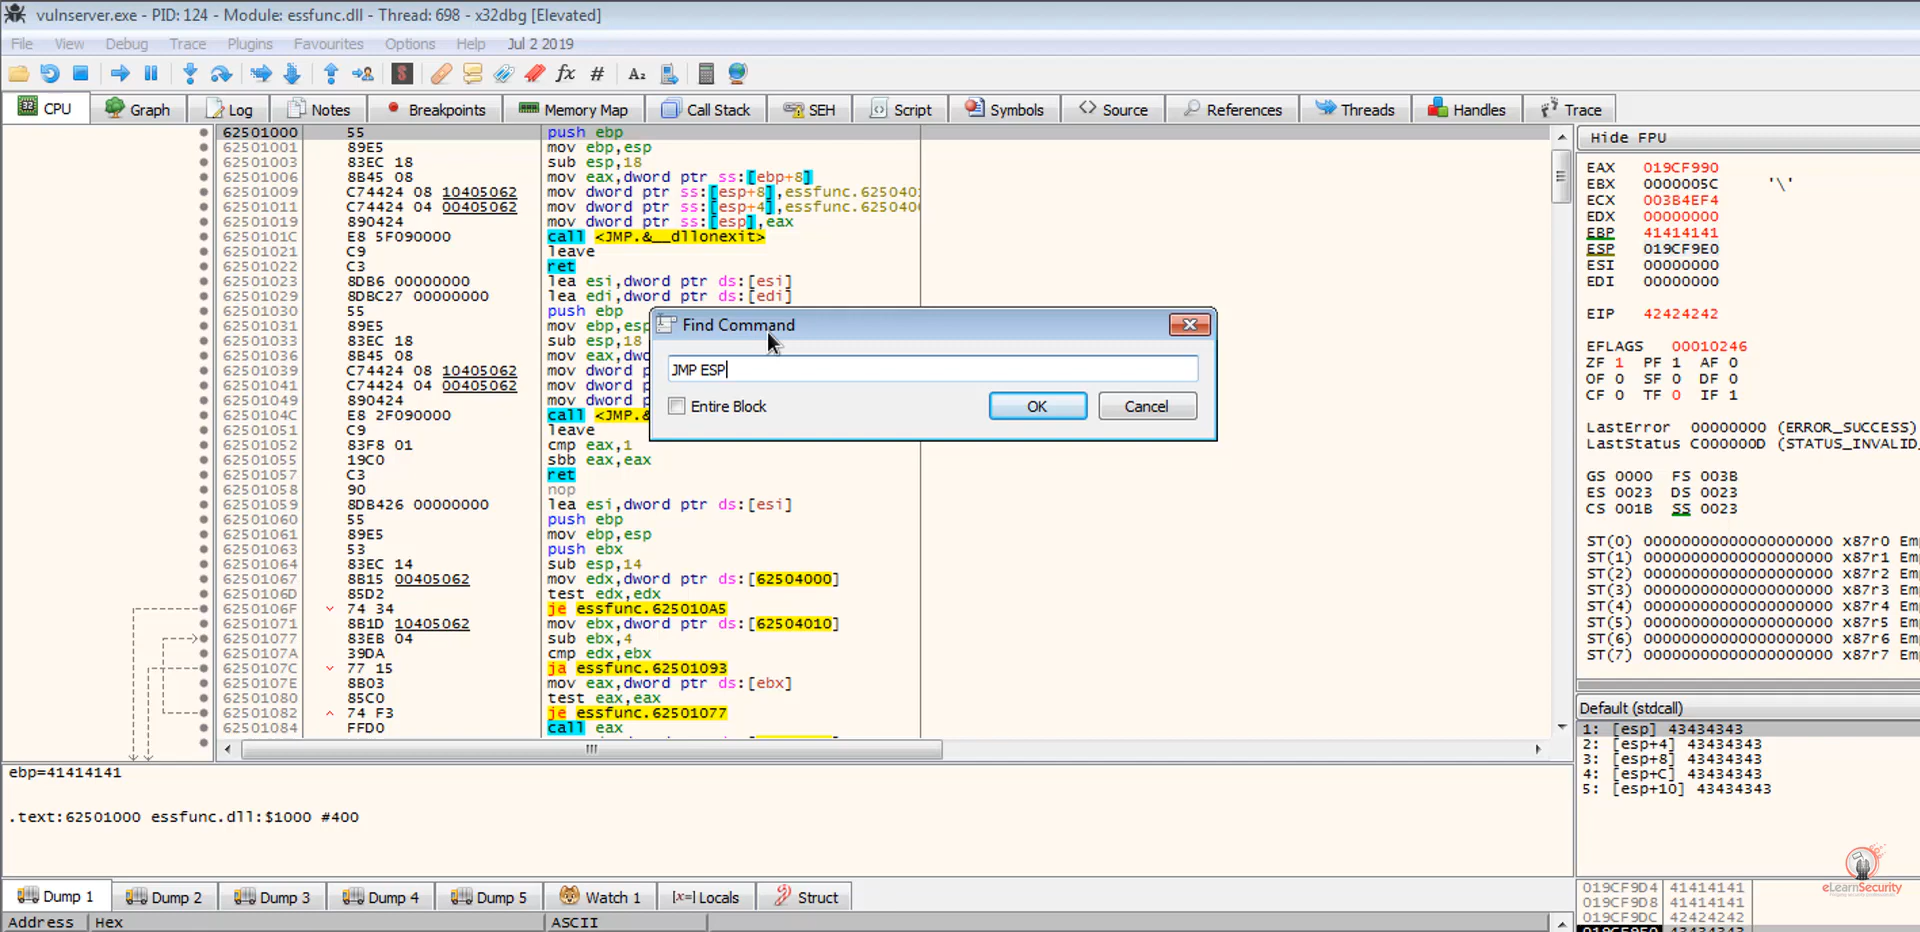 vulnserver.exe - PID: 124 - Module: essfunc.dll - Thread: 698 - x32dbg [Elevated]
File View Debug Trace Plugins Favourites Options Help Jul 2 2019
CPU Graph Log Notes Breakpoints Memory Map Call Stack SEH Script Symbols Source References Threads Handles Trace
62501000 55 push ebp
62501001 89E5 mov ebp,esp
62501003 83EC 18 sub esp,18
62501006 8B45 08 mov eax,dword ptr ss:[ebp+8]
62501009 C74424 08 10405062 mov dword ptr ss:[esp+8],essfunc.625040
62501011 C74424 04 00405062 mov dword ptr ss:[esp+4],essfunc.625040
62501019 890424 mov dword ptr ss:[esp],eax
6250101C E8 5F090000 call <JMP.&__dllonexit>
62501021 C9 leave
62501022 C3 ret
62501023 8DB6 00000000 lea esi,dword ptr ds:[esi]
62501029 8DBC27 00000000 lea edi,dword ptr ds:[edi]
62501030 55 push ebp
62501031 89E5 mov ebp,esp
62501033 83EC 18 sub esp,18
62501036 8B45 08 mov eax,dwo
62501039 C74424 08 10405062 mov dword p
62501041 C74424 04 00405062 mov dword p
62501049 890424 mov dword p
6250104C E8 2F090000 call <JMP.&
62501051 C9 leave
62501052 83F8 01 cmp eax,1
62501055 19C0 sbb eax,eax
62501057 C3 ret
62501058 90 nop
62501059 8DB426 00000000 lea esi,dword ptr ds:[esi]
62501060 55 push ebp
62501061 89E5 mov ebp,esp
62501063 53 push ebx
62501064 83EC 14 sub esp,14
62501067 8B15 00405062 mov edx,dword ptr ds:[62504000]
6250106D 85D2 test edx,edx
6250106F 74 34 je essfunc.625010A5
62501071 8B1D 10405062 mov ebx,dword ptr ds:[62504010]
62501077 83EB 04 sub ebx,4
6250107A 39DA cmp edx,ebx
6250107C 77 15 ja essfunc.62501093
6250107E 8B03 mov eax,dword ptr ds:[ebx]
62501080 85C0 test eax,eax
62501082 74 F3 je essfunc.62501077
62501084 FFD0 call eax
Find Command
JMP ESP
Entire Block OK Cancel
Hide FPU
EAX 019CF990
EBX 0000005C '\'
ECX 003B4EF4
EDX 00000000
EBP 41414141
ESP 019CF9E0
ESI 00000000
EDI 00000000
EIP 42424242
EFLAGS 00010246
ZF 1 PF 1 AF 0
OF 0 SF 0 DF 0
CF 0 TF 0 IF 1
LastError 00000000 (ERROR_SUCCESS)
LastStatus C000000D (STATUS_INVALID_
GS 0000 FS 003B
ES 0023 DS 0023
CS 001B SS 0023
ST(0) 00000000000000000000 x87r0 Em
ST(1) 00000000000000000000 x87r1 Em
ST(2) 00000000000000000000 x87r2 Em
ST(3) 00000000000000000000 x87r3 Em
ST(4) 00000000000000000000 x87r4 Em
ST(5) 00000000000000000000 x87r5 Em
ST(6) 00000000000000000000 x87r6 Em
ST(7) 00000000000000000000 x87r7 Em
Default (stdcall)
1: [esp] 43434343
2: [esp+4] 43434343
3: [esp+8] 43434343
4: [esp+C] 43434343
5: [esp+10] 43434343
ebp=41414141
.text:62501000 essfunc.dll:$1000 #400
Dump 1 Dump 2 Dump 3 Dump 4 Dump 5 Watch 1 [x=] Locals Struct
Address Hex ASCII
019CF9D4 41414141
019CF9D8 41414141
019CF9DC 42424242
eLearnSecurity